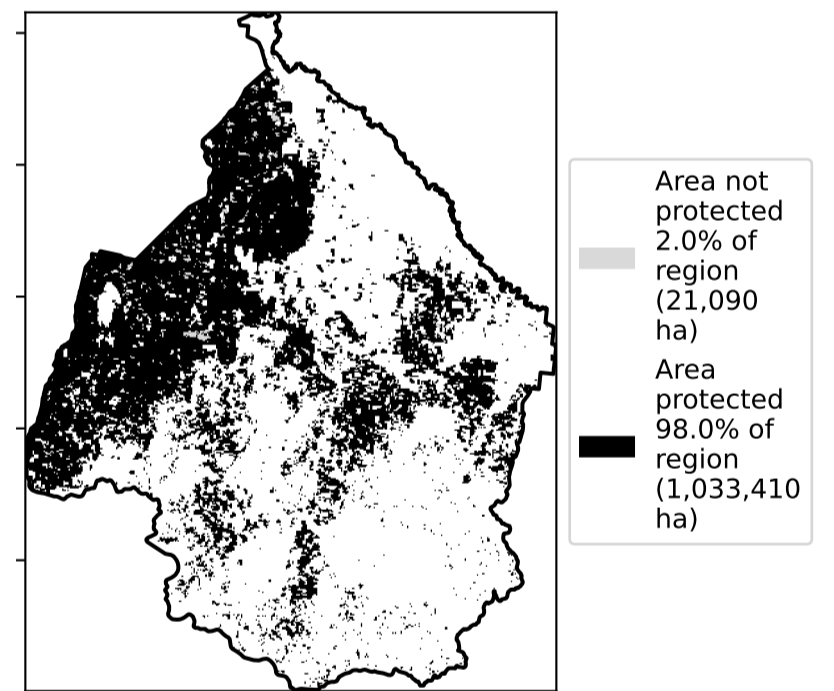 Area not
protected
2.0% of
region
(21,090
ha)
Area
protected
98.0% of
region
(1,033,410
ha)